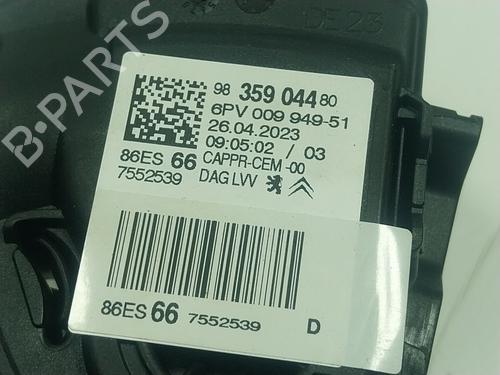 DE 23
98 359 044 80
6PV 009 949-51
26.04.2023
09:05:02 / 03
86ES 66 CAPPR-CEM-00
7552539 DAG LVV
86ES 66 7552539 D